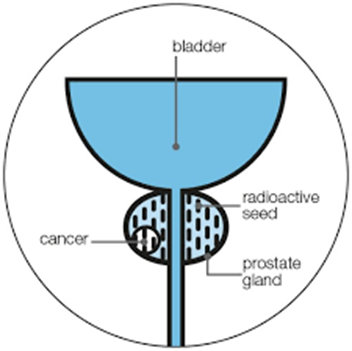 bladder
radioactive
seed
cancer
prostate
gland